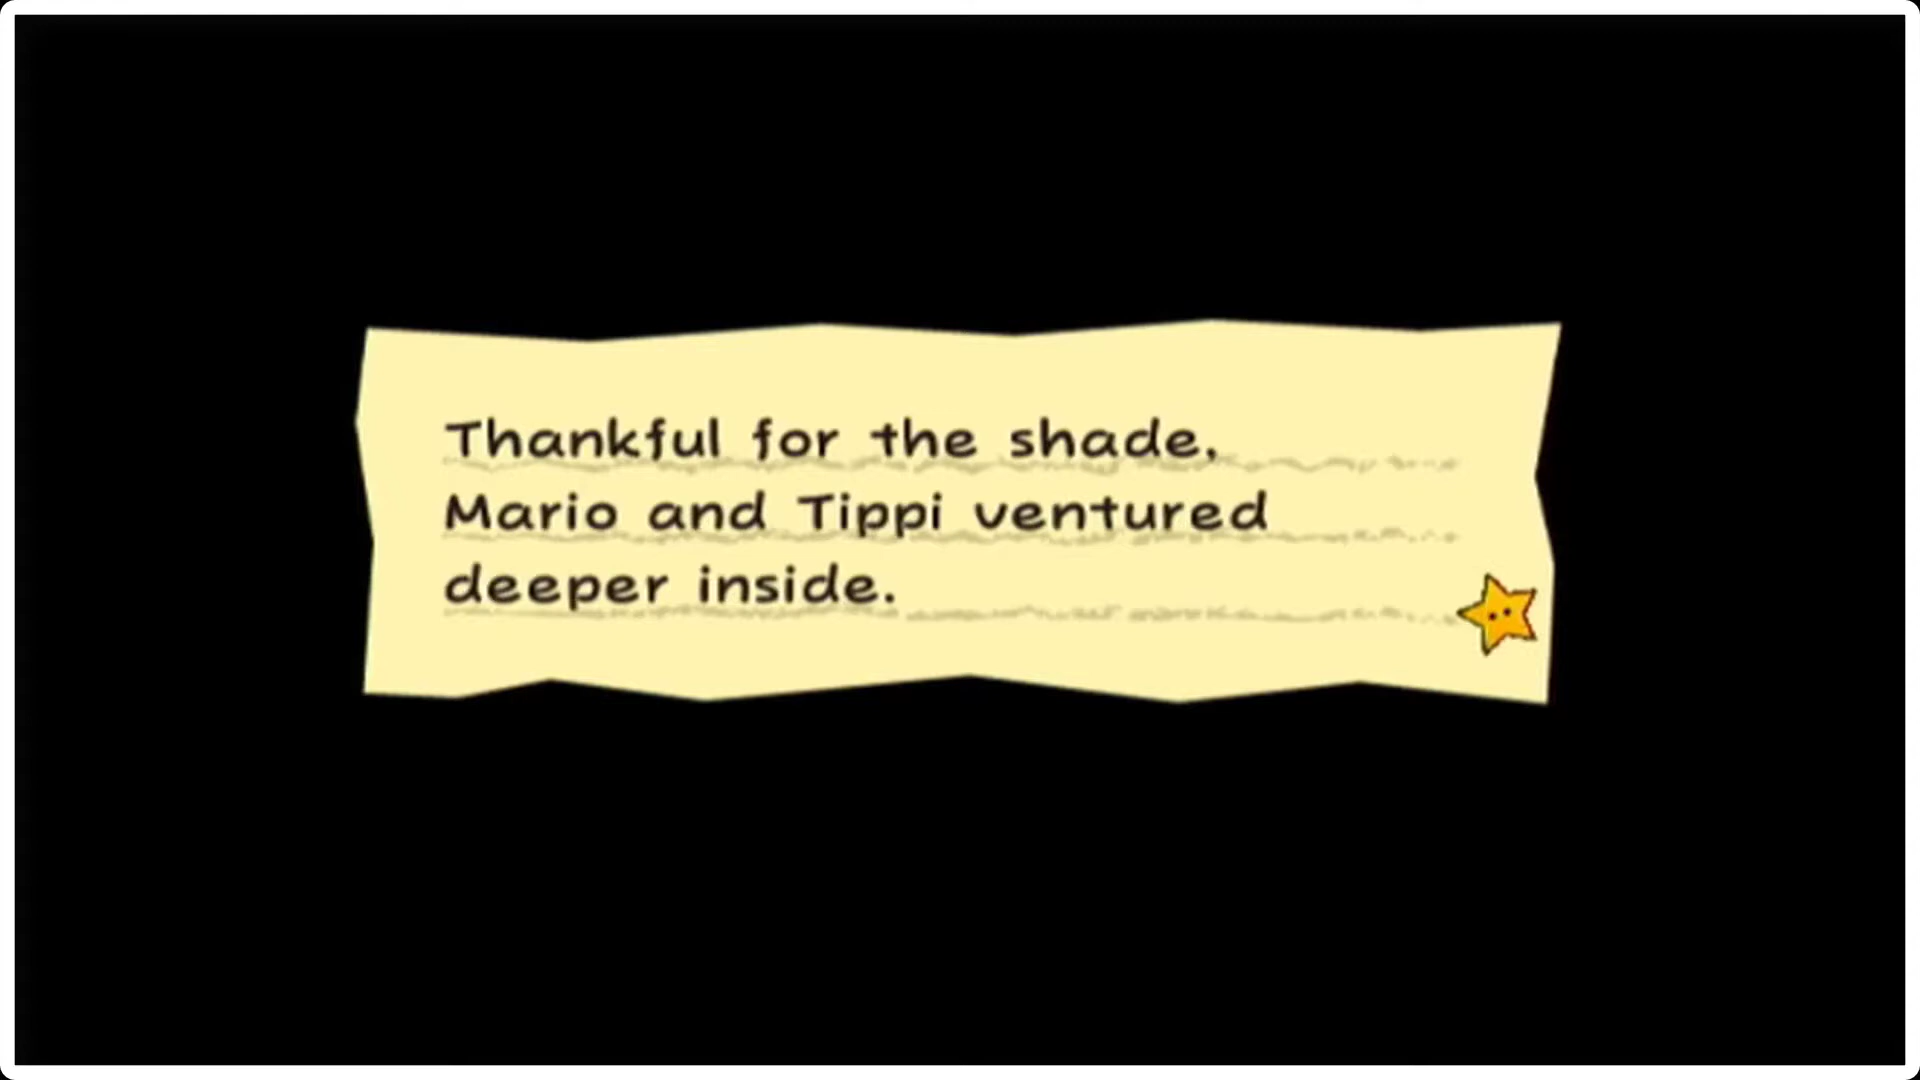 Thankful for the shade,
Mario and Tippi ventured
deeper inside.